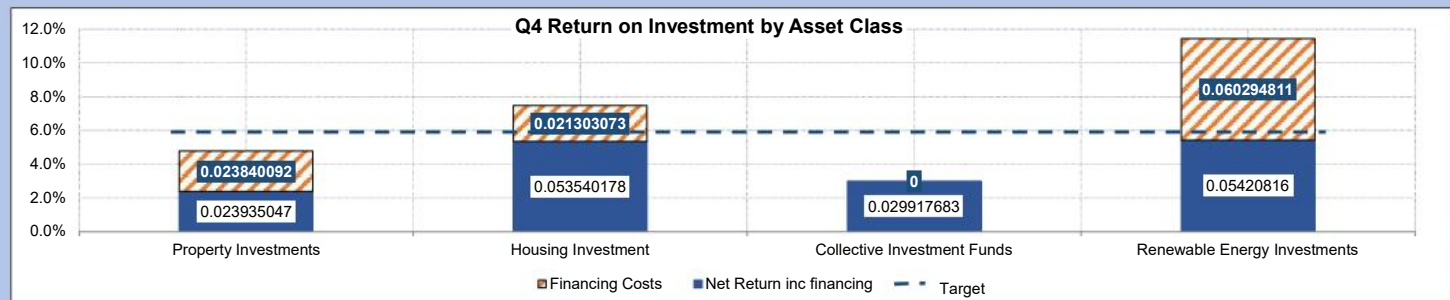 Q4 Return on Investment by Asset Class
12.0%
10.0%
8.0%
6.0%
4.0%
2.0%
0.0%
0.023840092
0.023935047
0.021303073
0.053540178
0
0.029917683
0.060294811
0.05420816
Property Investments
Housing Investment
Collective Investment Funds
Renewable Energy Investments
Financing Costs
Net Return inc financing
Target